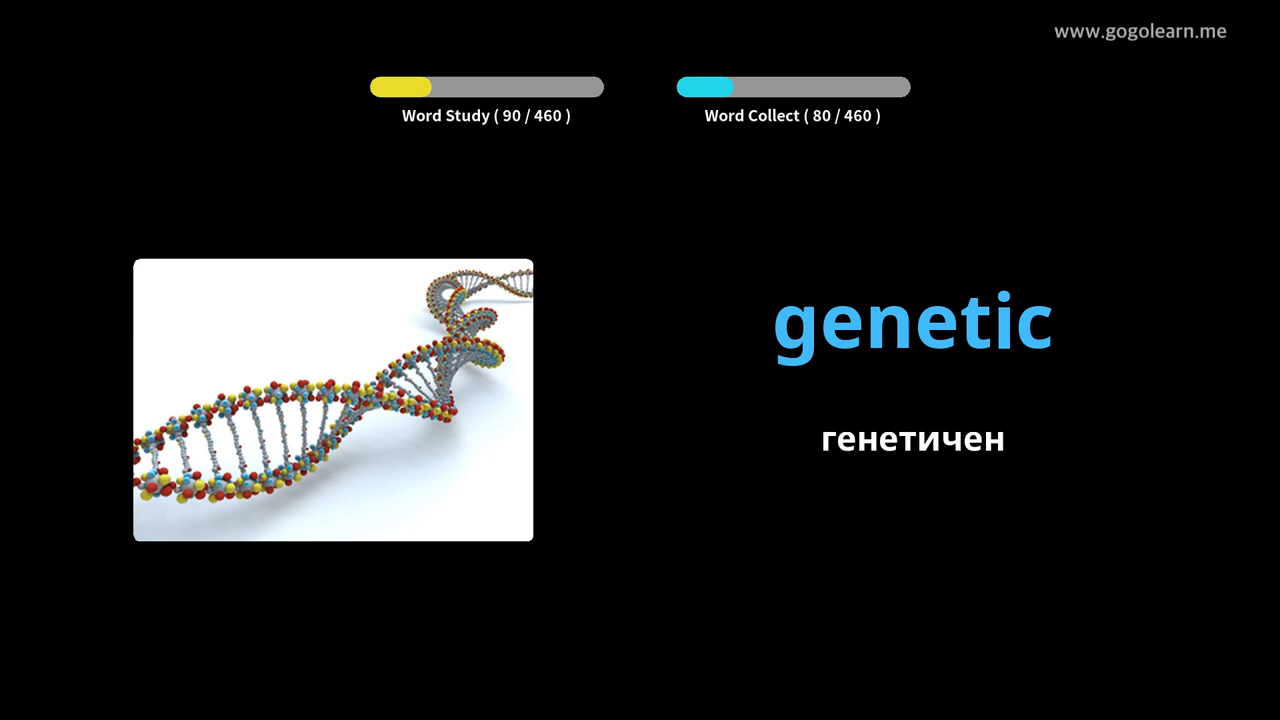 www.gogolearn.me
Word Study ( 90 / 460 )
Word Collect ( 80 / 460 )
genetic
генетичен